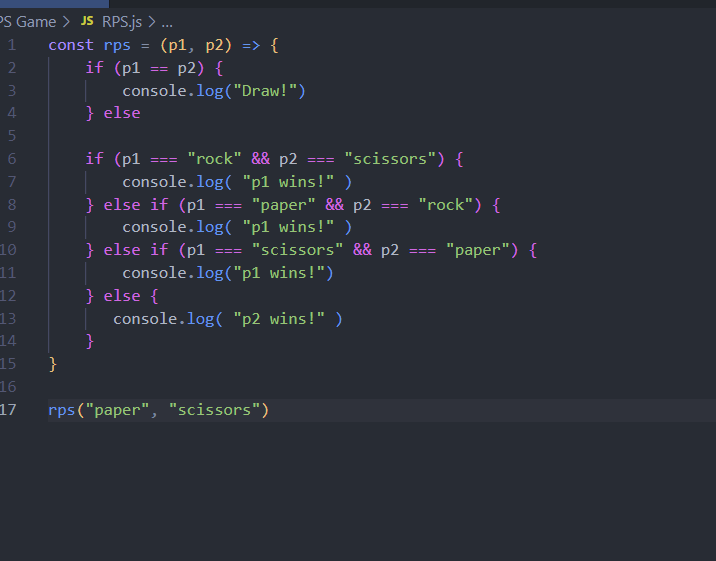 PS Game > JS RPS.js > ...
1 const rps = (p1, p2) => {
2     if (p1 == p2) {
3         console.log("Draw!")
4     } else
5
6     if (p1 === "rock" && p2 === "scissors") {
7         console.log( "p1 wins!" )
8     } else if (p1 === "paper" && p2 === "rock") {
9         console.log( "p1 wins!" )
10     } else if (p1 === "scissors" && p2 === "paper") {
11         console.log("p1 wins!")
12     } else {
13        console.log( "p2 wins!" )
14     }
15 }
16
17 rps("paper", "scissors")